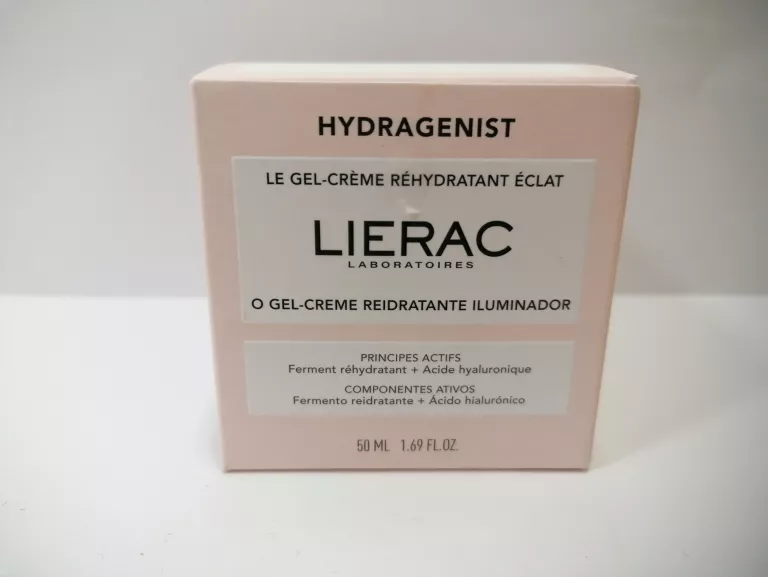 HYDRAGENIST
LE GEL-CRÈME RÉHYDRATANT ÉCLAT
LIERAC
LABORATOIRES
O GEL-CREME REIDRATANTE ILUMINADOR
PRINCIPES ACTIFS
Ferment réhydratant + Acide hyaluronique
COMPONENTES ATIVOS
Fermento reidratante + Ácido hialurónico
50 ML 1.69 FL.OZ.